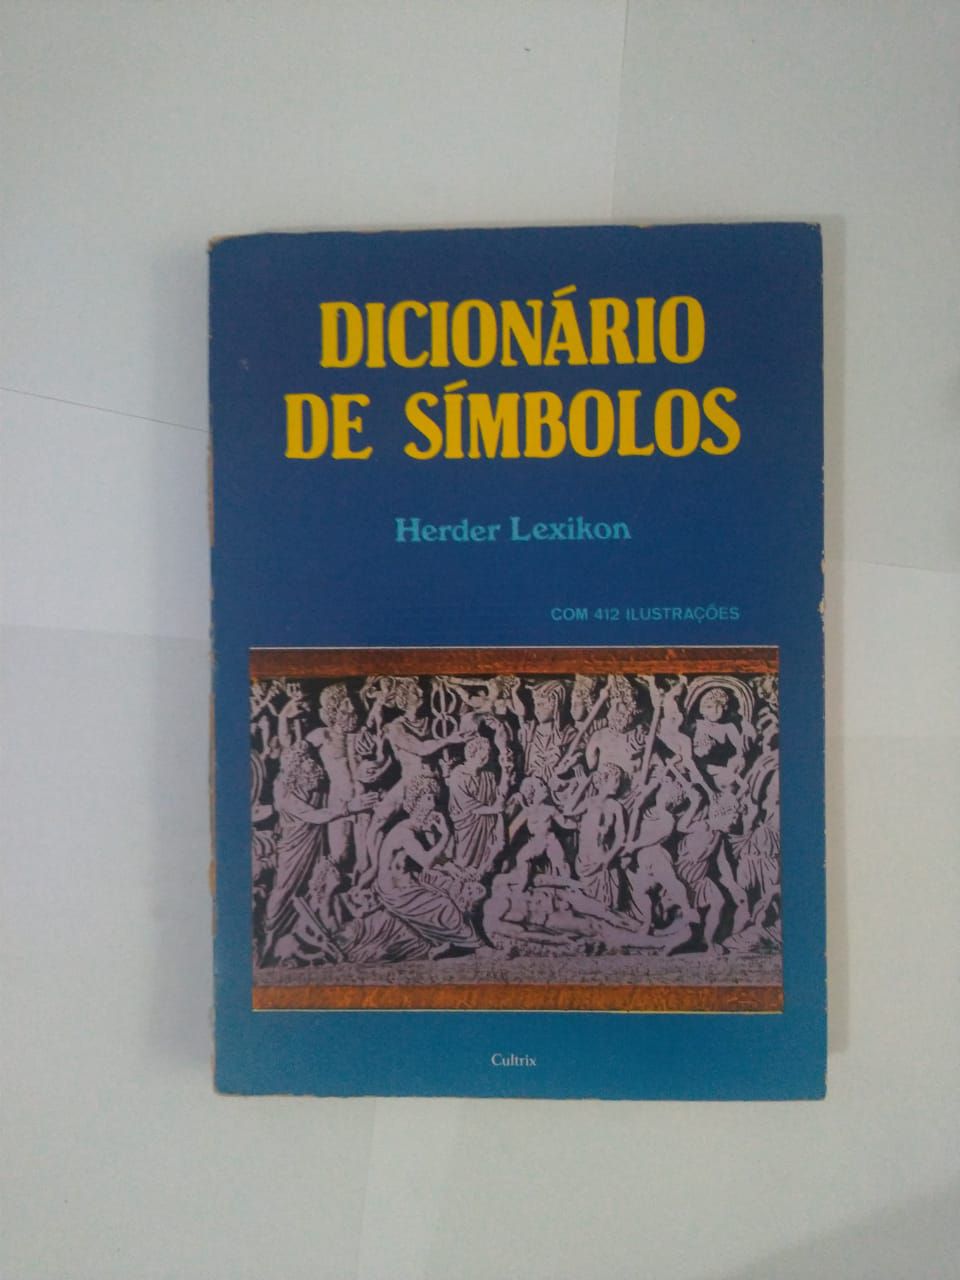 DICIONÁRIO
DE SÍMBOLOS
Herder Lexikon
COM 412 ILUSTRAÇÕES
Cultrix